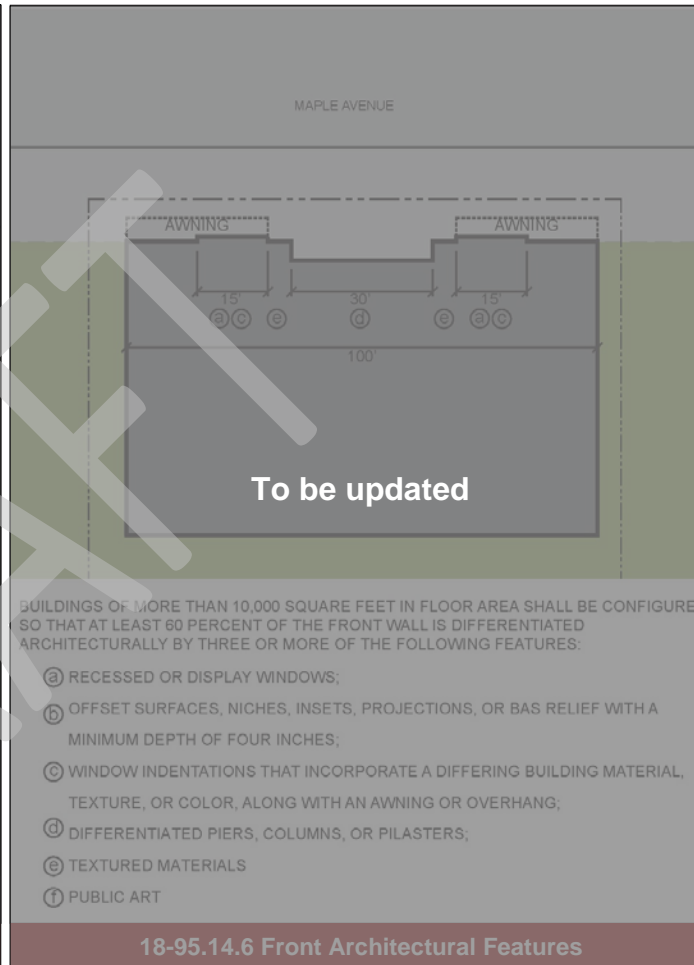 MAPLE AVENUE
AWNING AWNING
15' 30' 15'
ⓐⓒ ⓔ ⓓ ⓔ ⓐⓒ
100'
To be updated
BUILDINGS OF MORE THAN 10,000 SQUARE FEET IN FLOOR AREA SHALL BE CONFIGURE
SO THAT AT LEAST 60 PERCENT OF THE FRONT WALL IS DIFFERENTIATED
ARCHITECTURALLY BY THREE OR MORE OF THE FOLLOWING FEATURES:
ⓐ RECESSED OR DISPLAY WINDOWS;
ⓑ OFFSET SURFACES, NICHES, INSETS, PROJECTIONS, OR BAS RELIEF WITH A
MINIMUM DEPTH OF FOUR INCHES;
ⓒ WINDOW INDENTATIONS THAT INCORPORATE A DIFFERING BUILDING MATERIAL,
TEXTURE, OR COLOR, ALONG WITH AN AWNING OR OVERHANG;
ⓓ DIFFERENTIATED PIERS, COLUMNS, OR PILASTERS;
ⓔ TEXTURED MATERIALS
ⓕ PUBLIC ART
18-95.14.6 Front Architectural Features